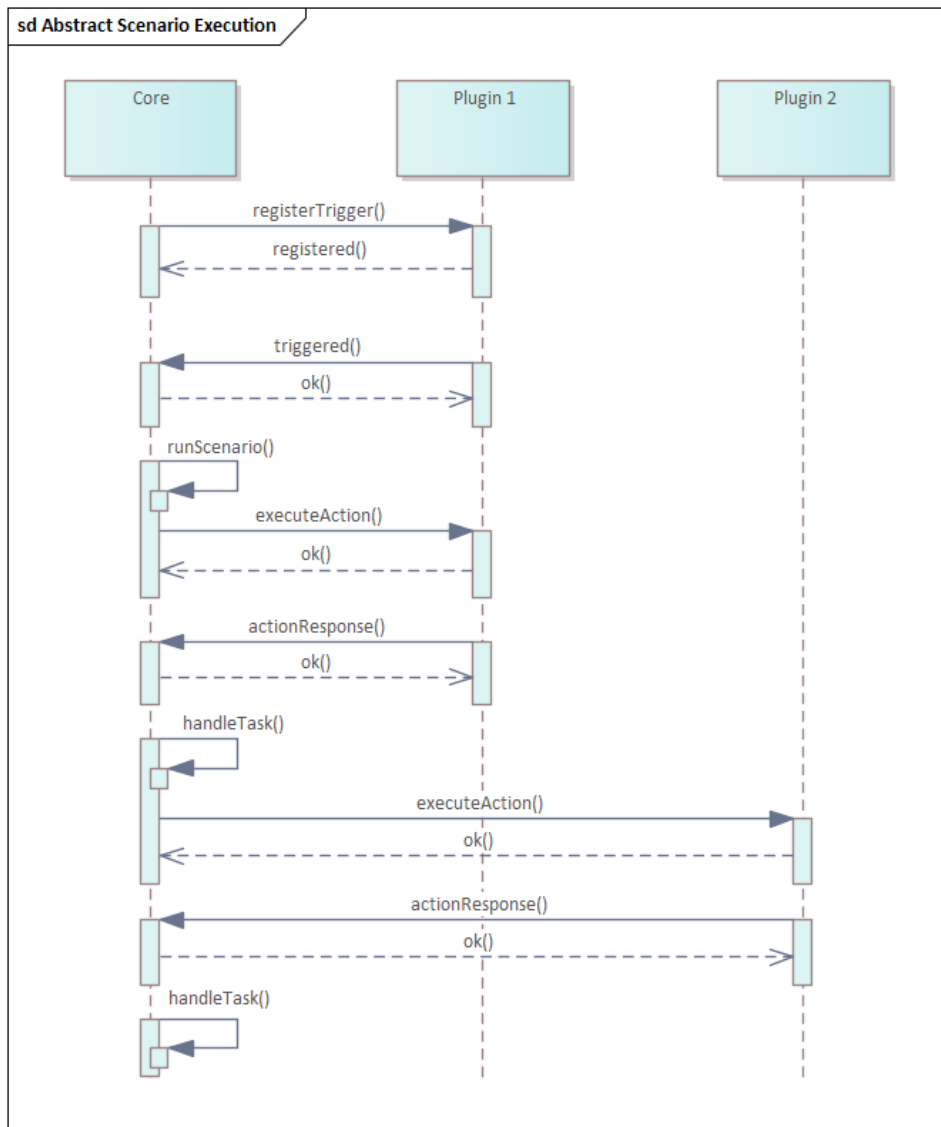 sd Abstract Scenario Execution
Core
Plugin 1
Plugin 2
registerTrigger()
registered()
triggered()
ok()
runScenario()
executeAction()
ok()
actionResponse()
ok()
handleTask()
executeAction()
ok()
actionResponse()
ok()
handleTask()